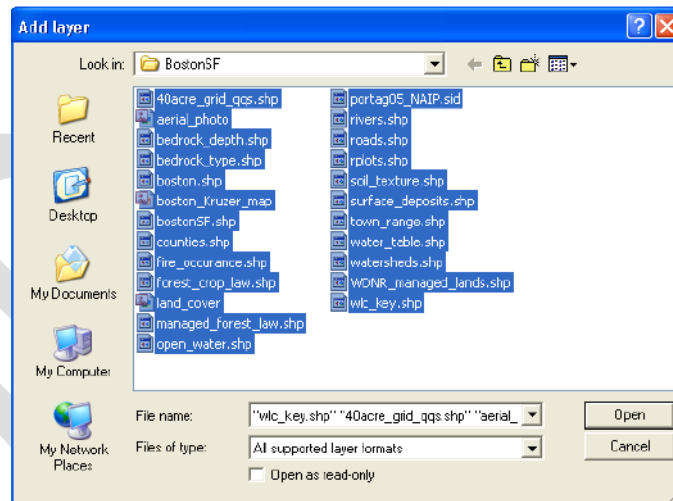 Add layer
Look in: BostonSF
Recent
Desktop
My Documents
My Computer
My Network Places
40acre_grid_qqs.shp
aerial_photo
bedrock_depth.shp
bedrock_type.shp
boston.shp
boston_Kruzer_map
bostonSF.shp
counties.shp
fire_occurance.shp
forest_crop_law.shp
land_cover
managed_forest_law.shp
open_water.shp
portag05_NAIP.sid
rivers.shp
roads.shp
rplots.shp
soil_texture.shp
surface_deposits.shp
town_range.shp
water_table.shp
watersheds.shp
WDNR_managed_lands.shp
wlc_key.shp
File name: "wlc_key.shp" "40acre_grid_qqs.shp" "aerial_ Open
Files of type: All supported layer formats Cancel
Open as read-only